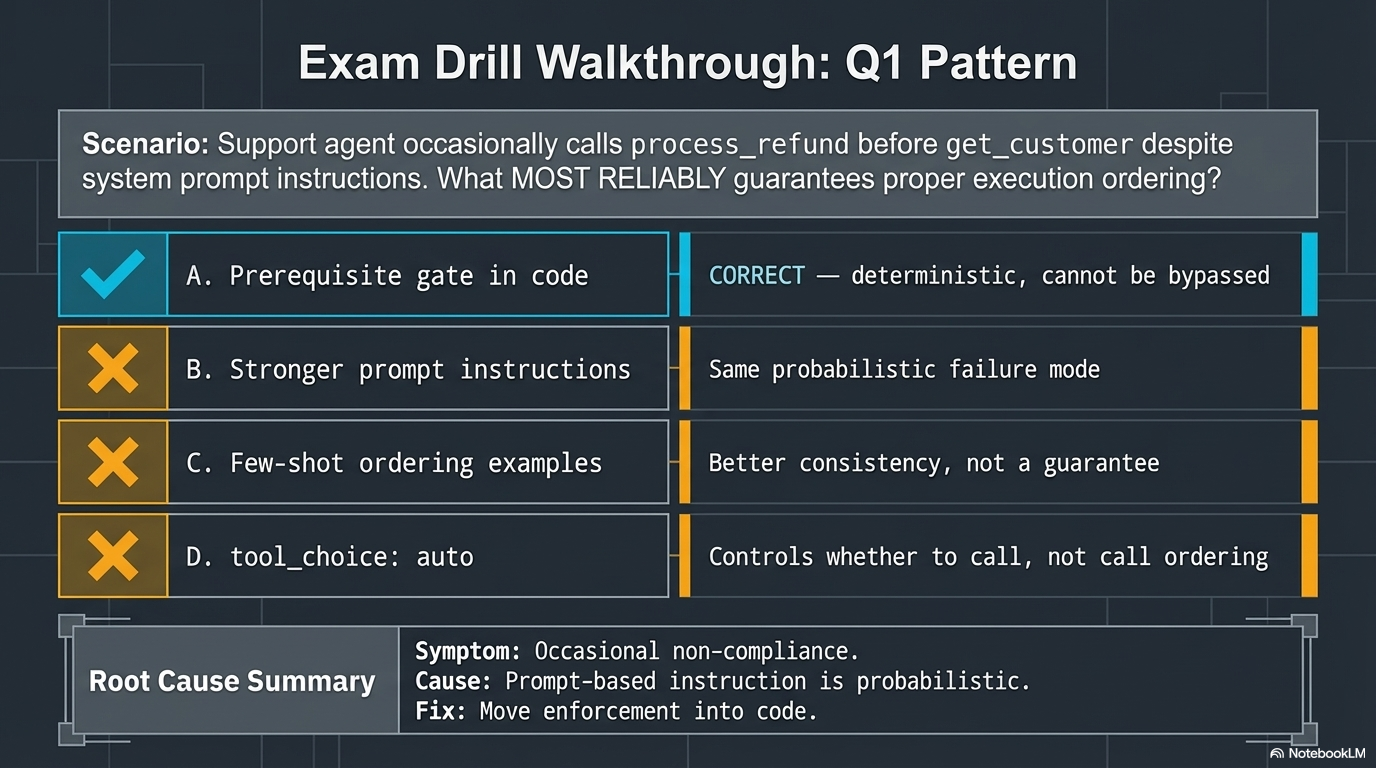 Exam Drill Walkthrough: Q1 Pattern
Scenario: Support agent occasionally calls process_refund before get_customer despite
system prompt instructions. What MOST RELIABLY guarantees proper execution ordering?
A. Prerequisite gate in code
CORRECT — deterministic, cannot be bypassed
B. Stronger prompt instructions
Same probabilistic failure mode
C. Few-shot ordering examples
Better consistency, not a guarantee
D. tool_choice: auto
Controls whether to call, not call ordering
Root Cause Summary
Symptom: Occasional non-compliance.
Cause: Prompt-based instruction is probabilistic.
Fix: Move enforcement into code.
NotebookLM